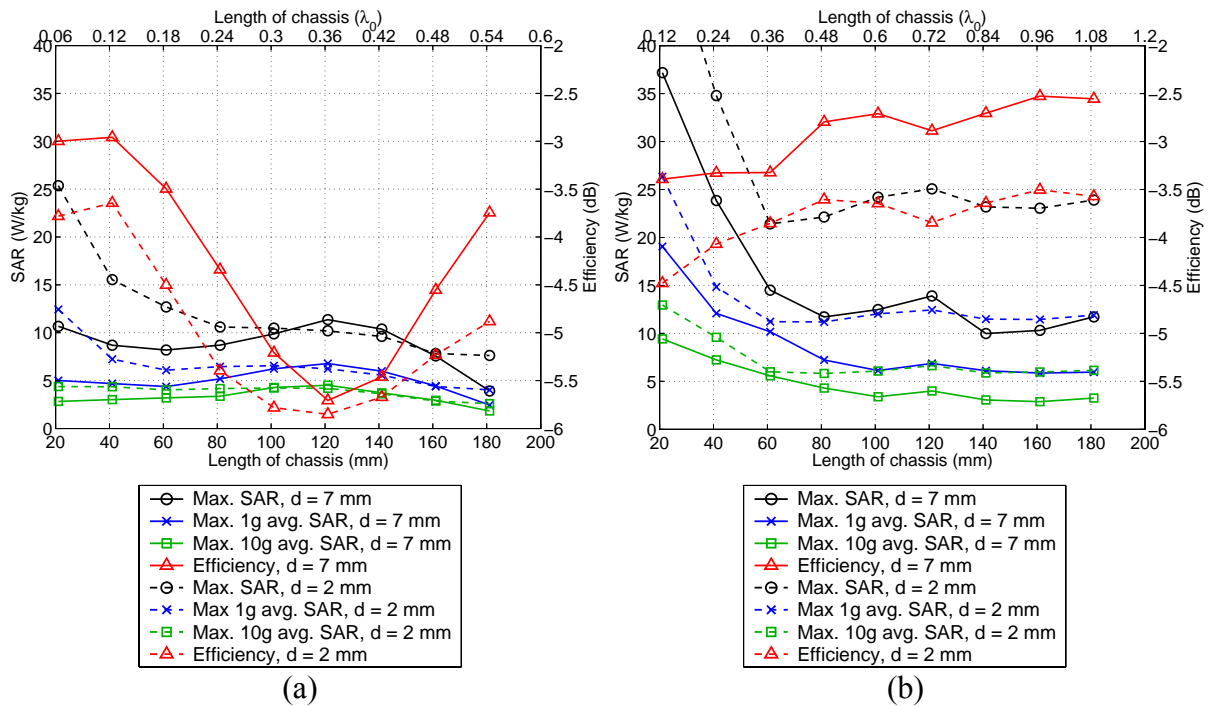 Length of chassis (λ0)
0.06 0.12 0.18 0.24 0.3 0.36 0.42 0.48 0.54 0.6
40 35 30 25 20 15 10 5 0
SAR (W/kg)
−2 −2.5 −3 −3.5 −4 −4.5 −5 −5.5 −6
Efficiency (dB)
20 40 60 80 100 120 140 160 180 200
Length of chassis (mm)
Max. SAR, d = 7 mm
Max. 1g avg. SAR, d = 7 mm
Max. 10g avg. SAR, d = 7 mm
Efficiency, d = 7 mm
Max. SAR, d = 2 mm
Max 1g avg. SAR, d = 2 mm
Max. 10g avg. SAR, d = 2 mm
Efficiency, d = 2 mm
(a)
Length of chassis (λ0)
0.12 0.24 0.36 0.48 0.6 0.72 0.84 0.96 1.08 1.2
40 35 30 25 20 15 10 5 0
SAR (W/kg)
−2 −2.5 −3 −3.5 −4 −4.5 −5 −5.5 −6
Efficiency (dB)
20 40 60 80 100 120 140 160 180 200
Length of chassis (mm)
Max. SAR, d = 7 mm
Max. 1g avg. SAR, d = 7 mm
Max. 10g avg. SAR, d = 7 mm
Efficiency, d = 7 mm
Max. SAR, d = 2 mm
Max 1g avg. SAR, d = 2 mm
Max. 10g avg. SAR, d = 2 mm
Efficiency, d = 2 mm
(b)